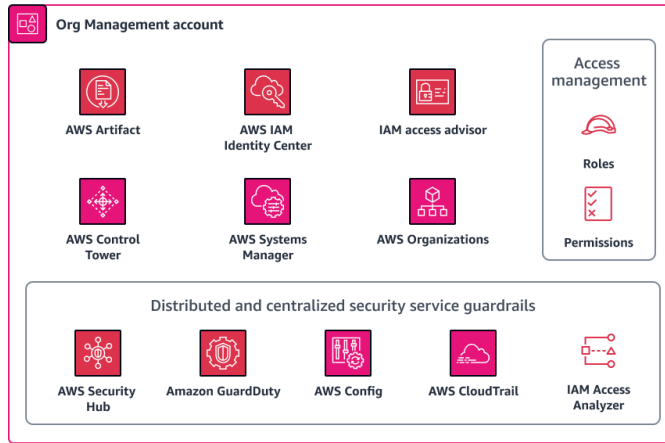 Org Management account
Access
management
AWS Artifact
AWS IAM
Identity Center
IAM access advisor
Roles
AWS Control
Tower
AWS Systems
Manager
AWS Organizations
Permissions
Distributed and centralized security service guardrails
AWS Security
Hub
Amazon GuardDuty
AWS Config
AWS CloudTrail
IAM Access
Analyzer